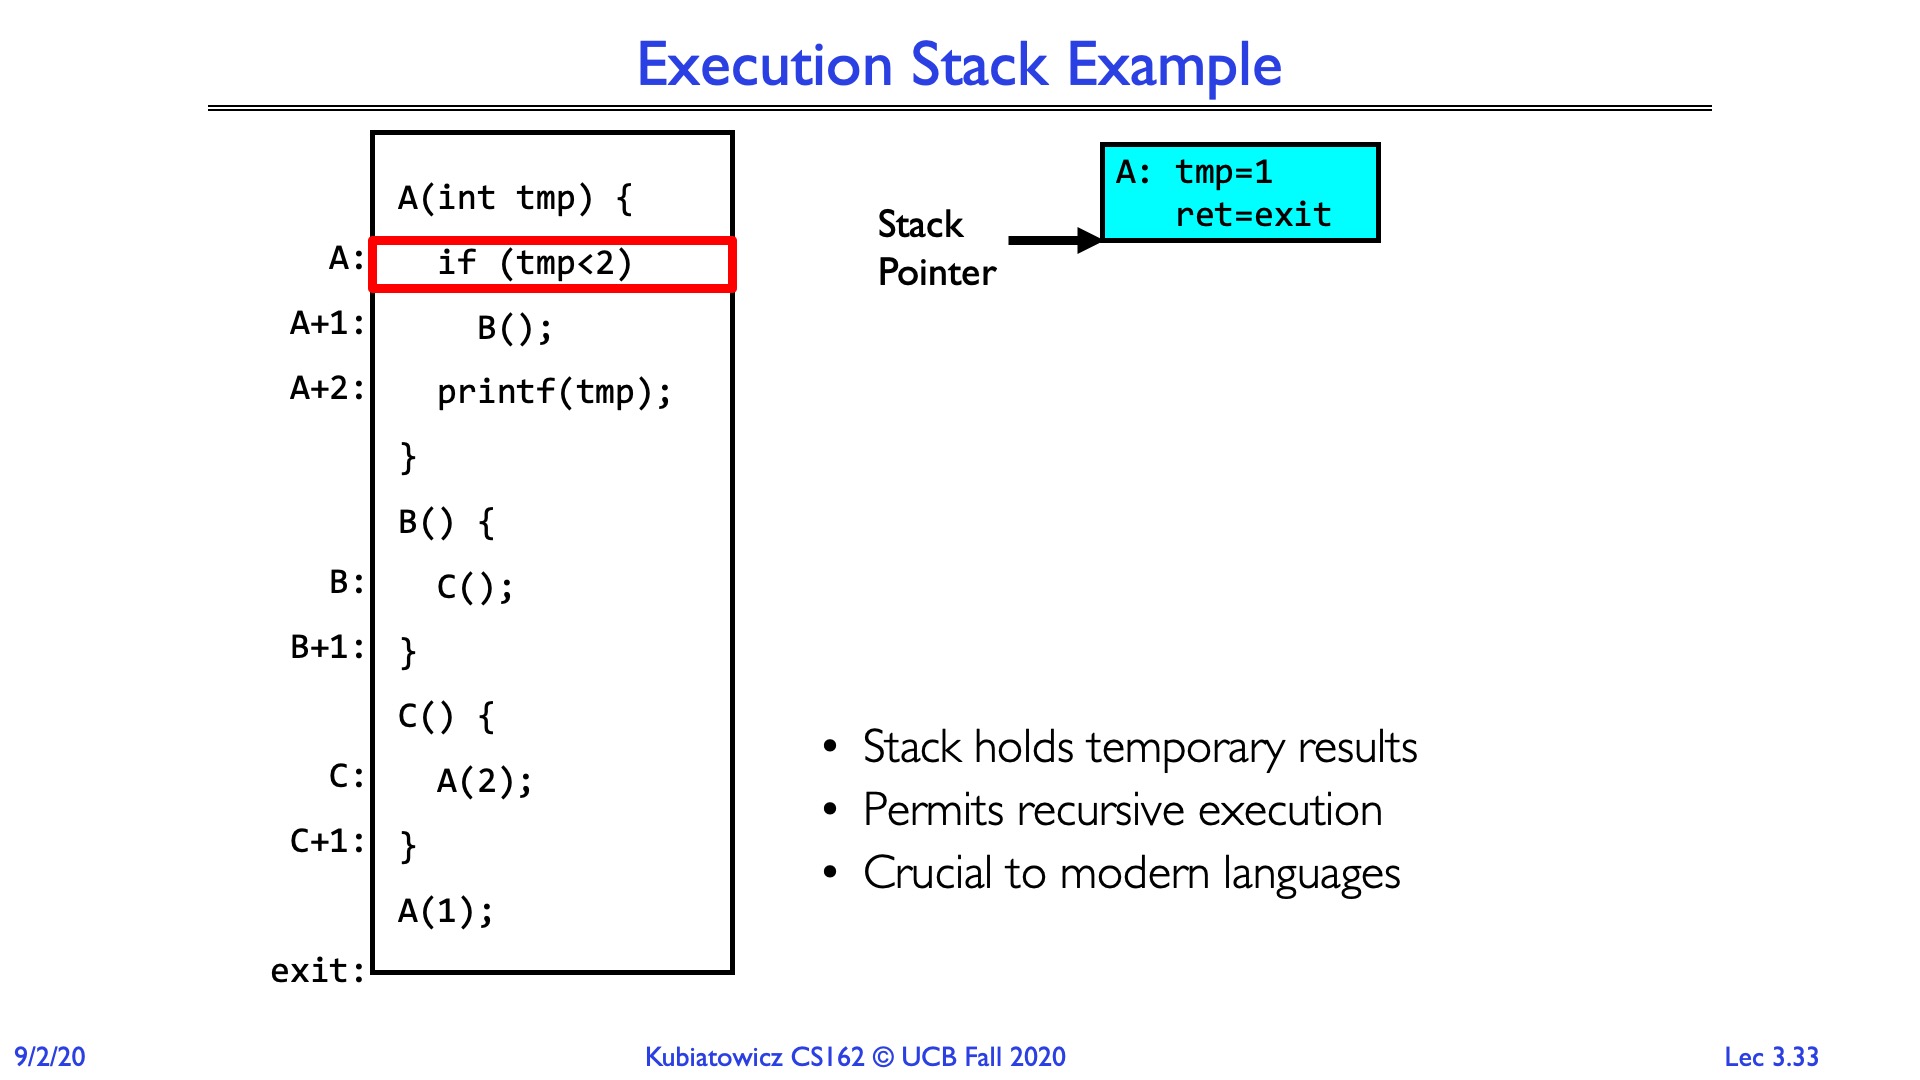 Execution Stack Example
A(int tmp) {
A: if (tmp<2)
A+1: B();
A+2: printf(tmp);
}
B() {
B: C();
B+1: }
C() {
C: A(2);
C+1: }
A(1);
exit:
A: tmp=1
ret=exit
Stack
Pointer
• Stack holds temporary results
• Permits recursive execution
• Crucial to modern languages
9/2/20
Kubiatowicz CS162 © UCB Fall 2020
Lec 3.33